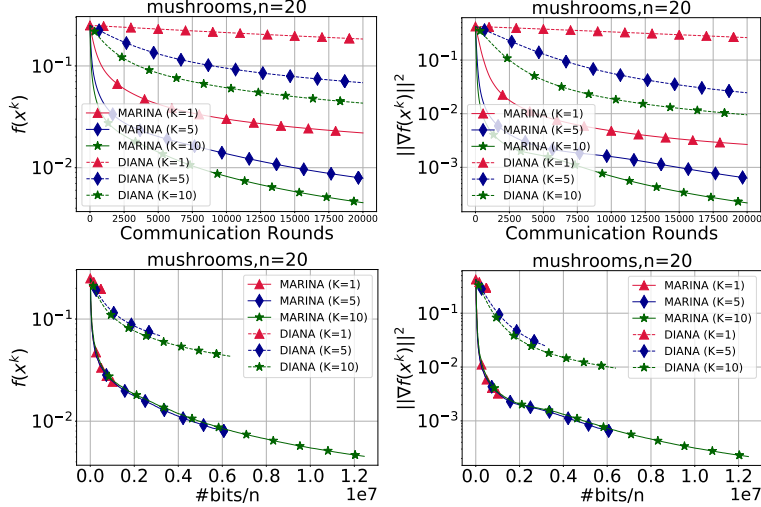 mushrooms,n=20
f(x^k)
10^{-1}
10^{-2}
MARINA (K=1)
MARINA (K=5)
MARINA (K=10)
DIANA (K=1)
DIANA (K=5)
DIANA (K=10)
0 2500 5000 7500 10000 12500 15000 17500 20000
Communication Rounds
mushrooms,n=20
||∇f(x^k)||^2
10^{-1}
10^{-2}
10^{-3}
MARINA (K=1)
MARINA (K=5)
MARINA (K=10)
DIANA (K=1)
DIANA (K=5)
DIANA (K=10)
0 2500 5000 7500 10000 12500 15000 17500 20000
Communication Rounds
mushrooms,n=20
f(x^k)
10^{-1}
10^{-2}
MARINA (K=1)
MARINA (K=5)
MARINA (K=10)
DIANA (K=1)
DIANA (K=5)
DIANA (K=10)
0.0 0.2 0.4 0.6 0.8 1.0 1.2
#bits/n
1e7
mushrooms,n=20
||∇f(x^k)||^2
10^{-1}
10^{-2}
10^{-3}
MARINA (K=1)
MARINA (K=5)
MARINA (K=10)
DIANA (K=1)
DIANA (K=5)
DIANA (K=10)
0.0 0.2 0.4 0.6 0.8 1.0 1.2
#bits/n
1e7